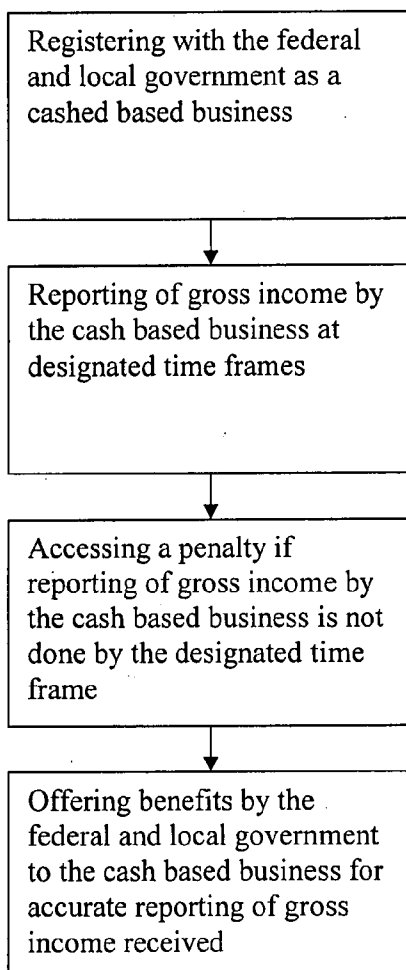 Registering with the federal
and local government as a
cashed based business
Reporting of gross income by
the cash based business at
designated time frames
Accessing a penalty if
reporting of gross income by
the cash based business is not
done by the designated time
frame
Offering benefits by the
federal and local government
to the cash based business for
accurate reporting of gross
income received